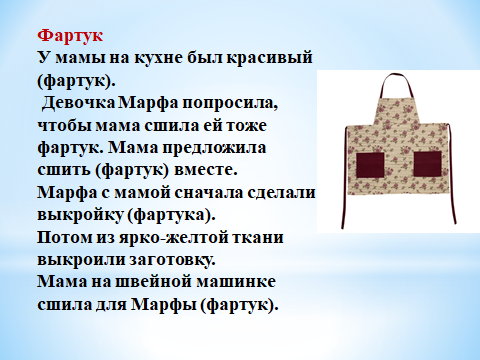 Фартук
У мамы на кухне был красивый
(фартук).
Девочка Марфа попросила,
чтобы мама сшила ей тоже
фартук. Мама предложила
сшить (фартук) вместе.
Марфа с мамой сначала сделали
выкройку (фартука).
Потом из ярко-желтой ткани
выкроили заготовку.
Мама на швейной машинке
сшила для Марфы (фартук).